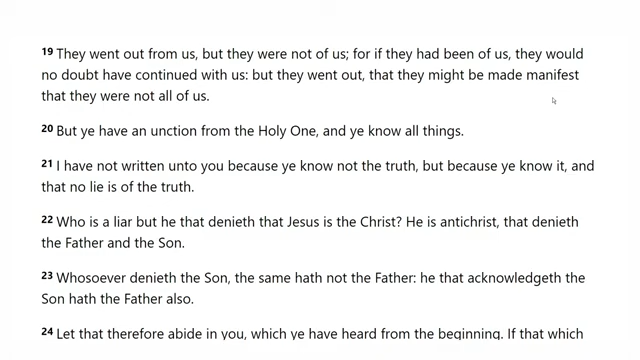 19 They went out from us, but they were not of us; for if they had been of us, they would
no doubt have continued with us: but they went out, that they might be made manifest
that they were not all of us.
20 But ye have an unction from the Holy One, and ye know all things.
21 I have not written unto you because ye know not the truth, but because ye know it, and
that no lie is of the truth.
22 Who is a liar but he that denieth that Jesus is the Christ? He is antichrist, that denieth
the Father and the Son.
23 Whosoever denieth the Son, the same hath not the Father: he that acknowledgeth the
Son hath the Father also.
24 Let that therefore abide in you, which ye have heard from the beginning. If that which